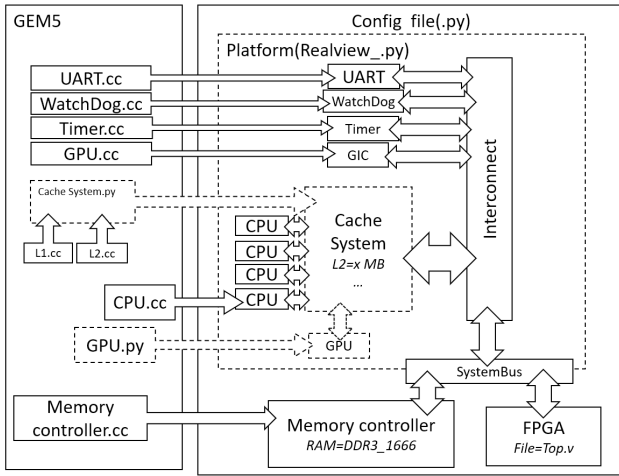 GEM5
Config file(.py)
Platform(Realview_.py)
UART.cc
UART
WatchDog.cc
WatchDog
Timer.cc
Timer
GPU.cc
GIC
Interconnect
Cache System.py
L1.cc
L2.cc
CPU
CPU
CPU
CPU
Cache
System
L2=x MB
...
CPU.cc
GPU.py
GPU
SystemBus
Memory
controller.cc
Memory controller
RAM=DDR3_1666
FPGA
File=Top.v